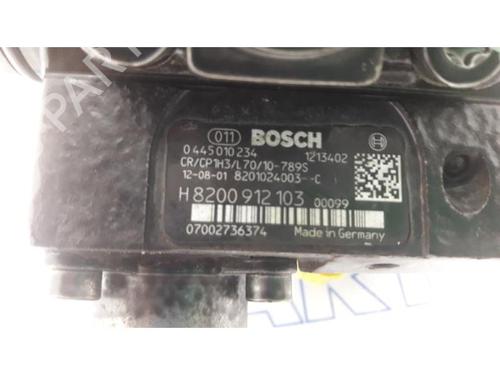 011 BOSCH
0 445 010 234 1213402
CR/CP1H3/L70/10-789S
12-08-01 8201024003--C
H 8200 912 103 00099
07002736374 Made in Germany